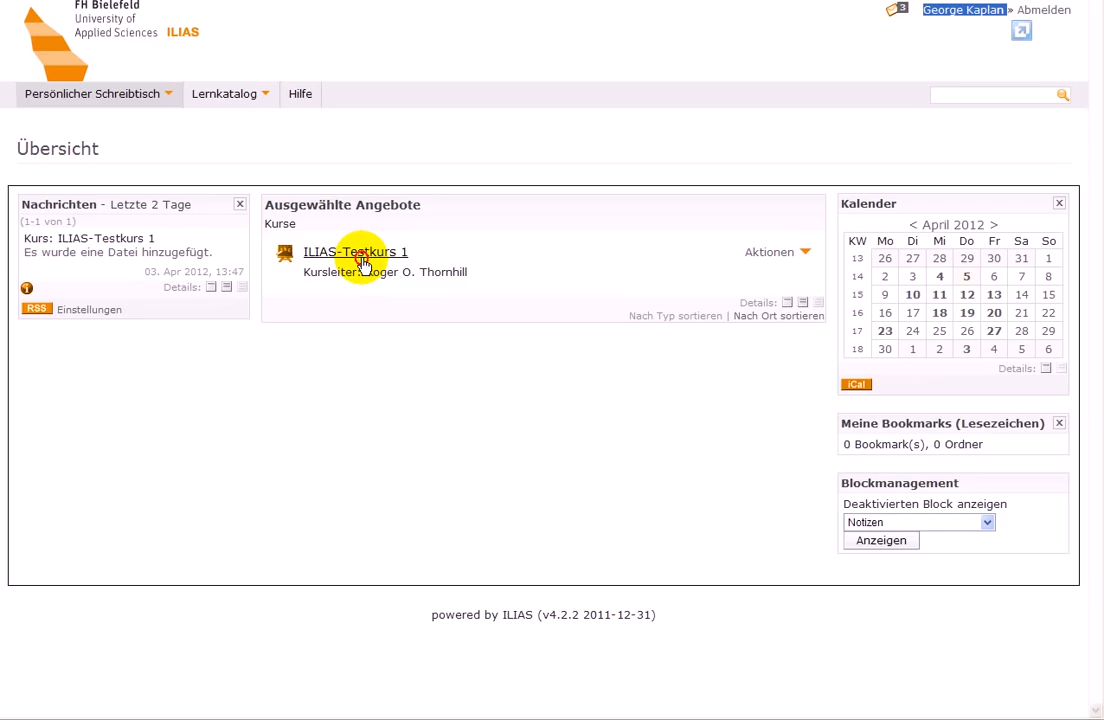 FH Bielefeld
University of
Applied Sciences ILIAS
3 George Kaplan » Abmelden
Persönlicher Schreibtisch Lernkatalog Hilfe
Übersicht
Nachrichten - Letzte 2 Tage
(1-1 von 1)
Kurs: ILIAS-Testkurs 1
Es wurde eine Datei hinzugefügt.
03. Apr 2012, 13:47
Details:
RSS Einstellungen
Ausgewählte Angebote
Kurse
ILIAS-Testkurs 1 Aktionen
Kursleiter: Roger O. Thornhill
Details:
Nach Typ sortieren | Nach Ort sortieren
Kalender
< April 2012 >
KW Mo Di Mi Do Fr Sa So
13 26 27 28 29 30 31 1
14 2 3 4 5 6 7 8
15 9 10 11 12 13 14 15
16 16 17 18 19 20 21 22
17 23 24 25 26 27 28 29
18 30 1 2 3 4 5 6
Details:
iCal
Meine Bookmarks (Lesezeichen)
0 Bookmark(s), 0 Ordner
Blockmanagement
Deaktivierten Block anzeigen
Notizen
Anzeigen
powered by ILIAS (v4.2.2 2011-12-31)